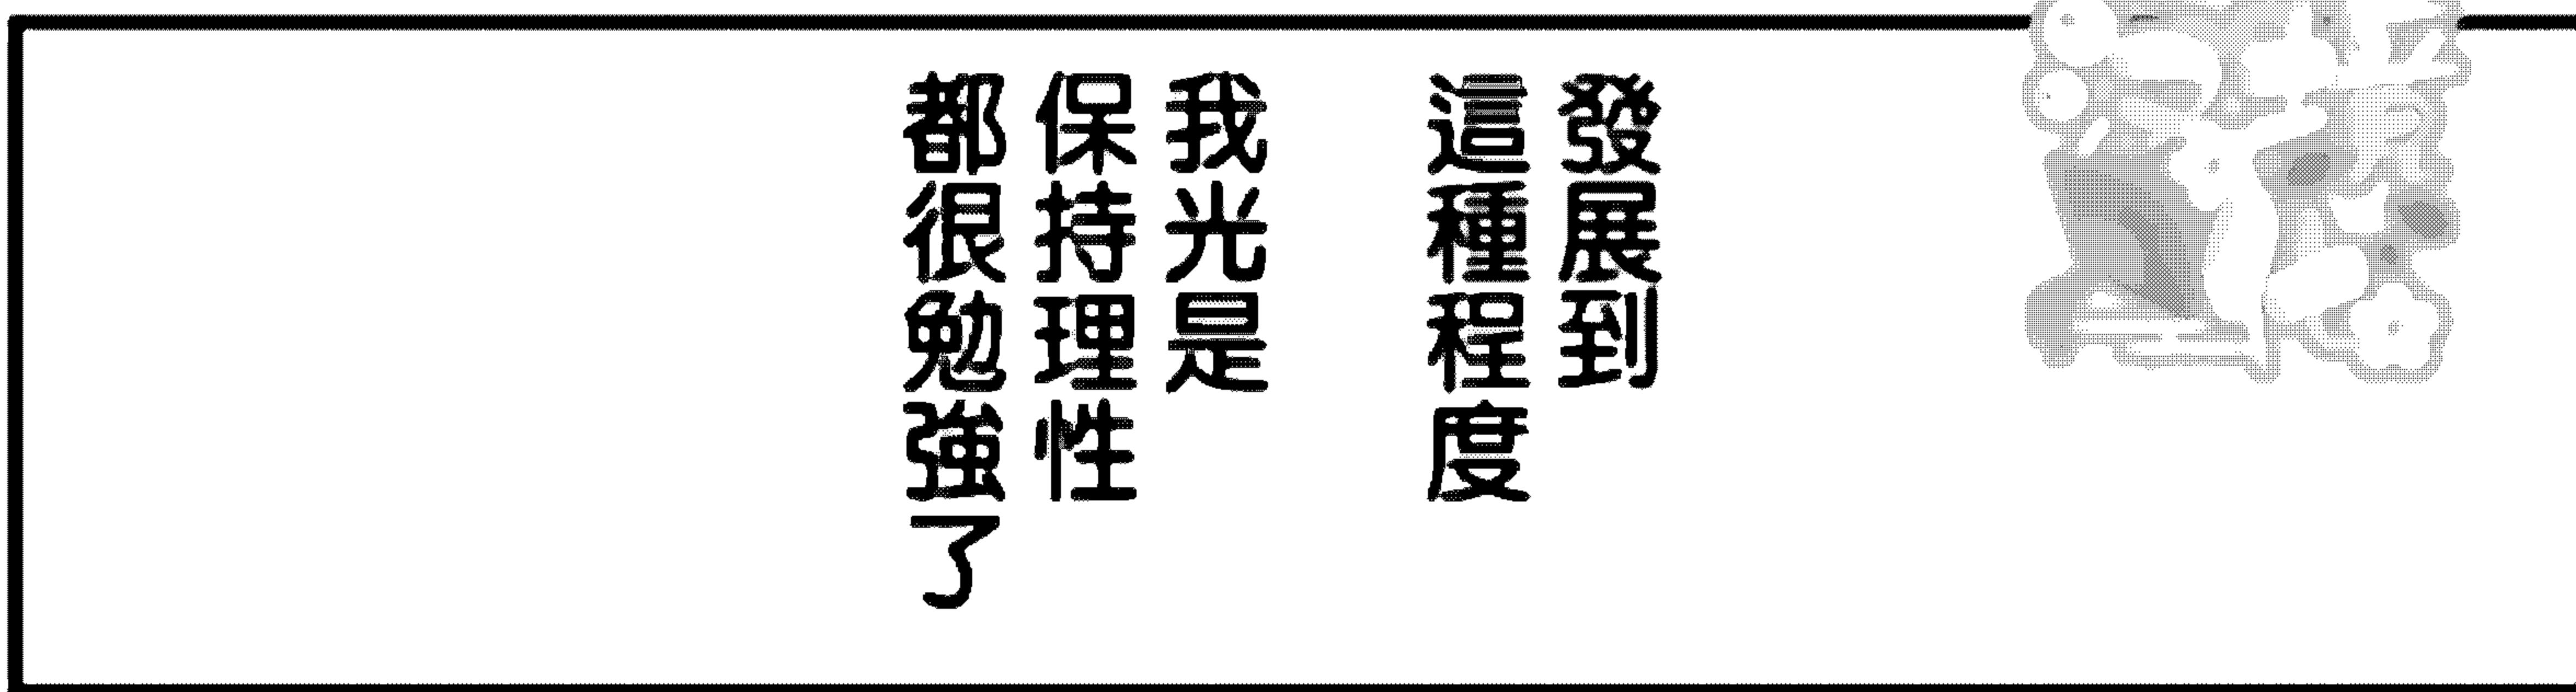 發展到
這種程度
我光是
保持理性
都很勉強了